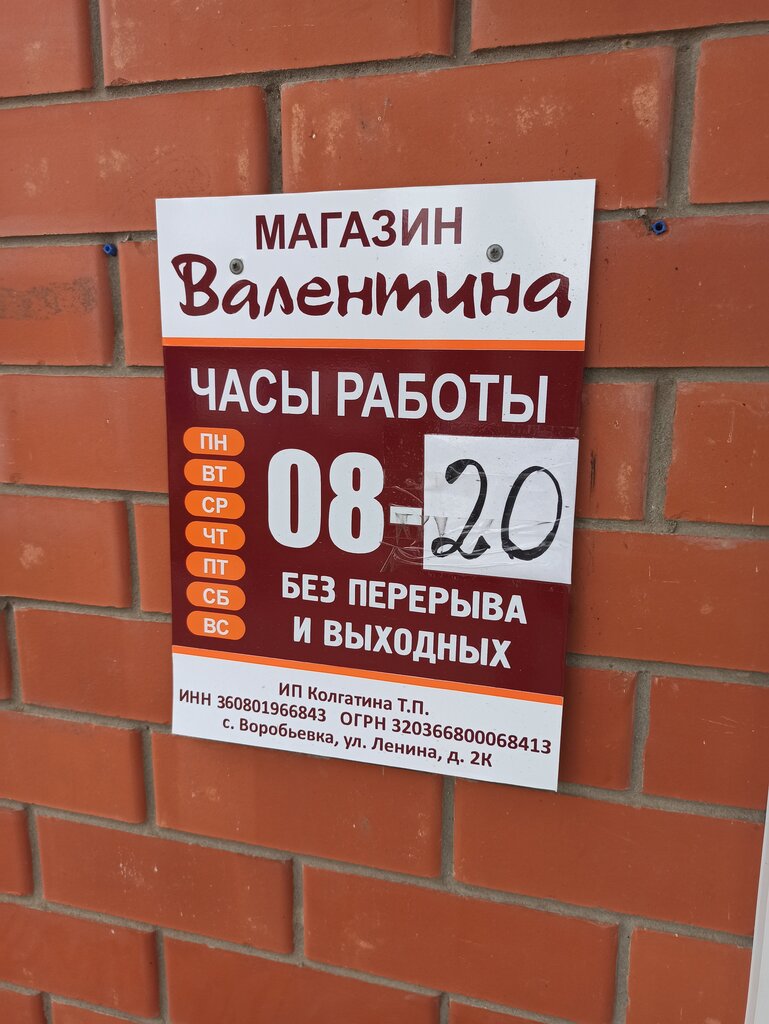 МАГАЗИН
Валентина
ЧАСЫ РАБОТЫ
ПН
ВТ
СР
ЧТ
ПТ
СБ
ВС
08-20
БЕЗ ПЕРЕРЫВА
И ВЫХОДНЫХ
ИП Колгатина Т.П.
ИНН 360801966843 ОГРН 320366800068413
с. Воробьевка, ул. Ленина, д. 2К